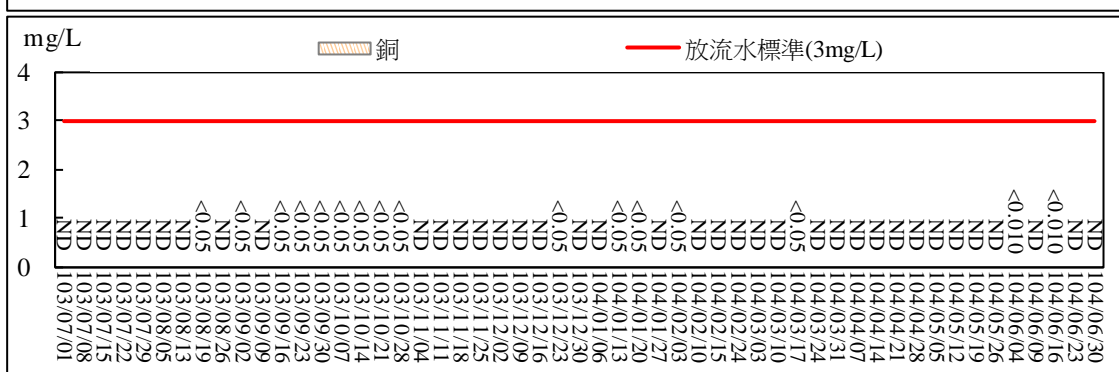 mg/L
銅
放流水標準(3mg/L)
4
3
2
1
0
ND
ND
ND
ND
ND
ND
ND
<0.05
ND
<0.05
ND
<0.05
<0.05
<0.05
<0.05
<0.05
<0.05
<0.05
ND
ND
ND
ND
ND
ND
ND
<0.05
ND
ND
<0.05
<0.05
ND
<0.05
ND
ND
ND
ND
ND
<0.05
ND
ND
ND
ND
ND
ND
ND
ND
ND
ND
<0.010
ND
<0.010
ND
ND
103/07/01
103/07/08
103/07/15
103/07/22
103/07/29
103/08/05
103/08/13
103/08/19
103/08/26
103/09/02
103/09/09
103/09/16
103/09/23
103/09/30
103/10/07
103/10/14
103/10/21
103/10/28
103/11/04
103/11/11
103/11/18
103/11/25
103/12/02
103/12/09
103/12/16
103/12/23
103/12/30
104/01/06
104/01/13
104/01/20
104/01/27
104/02/03
104/02/10
104/02/15
104/02/24
104/03/03
104/03/10
104/03/17
104/03/24
104/03/31
104/04/07
104/04/14
104/04/21
104/04/28
104/05/05
104/05/12
104/05/19
104/05/26
104/06/04
104/06/09
104/06/16
104/06/23
104/06/30